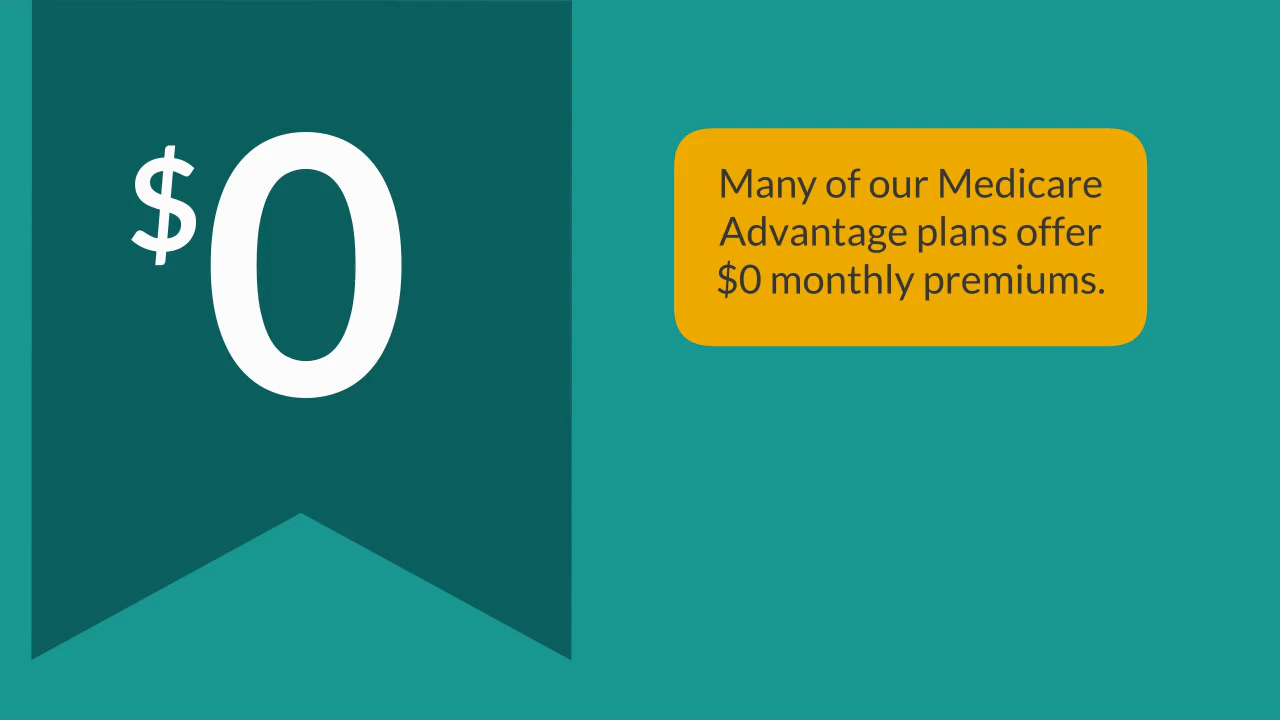 $0
Many of our Medicare
Advantage plans offer
$0 monthly premiums.